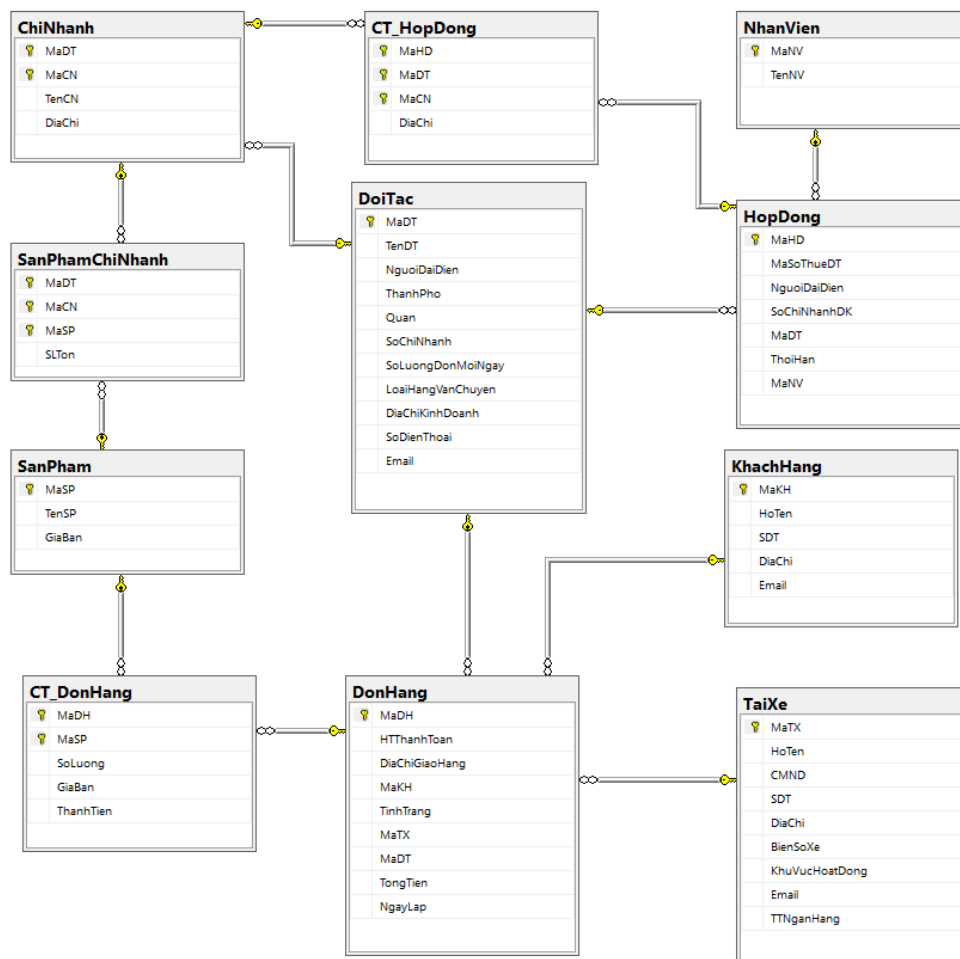 ChiNhanh
MaDT
MaCN
TenCN
DiaChi
CT_HopDong
MaHD
MaDT
MaCN
DiaChi
NhanVien
MaNV
TenNV
DoiTac
MaDT
TenDT
NguoiDaiDien
ThanhPho
Quan
SoChiNhanh
SoLuongDonMoiNgay
LoaiHangVanChuyen
DiaChiKinhDoanh
SoDienThoai
Email
HopDong
MaHD
MaSoThueDT
NguoiDaiDien
SoChiNhanhDK
MaDT
ThoiHan
MaNV
SanPhamChiNhanh
MaDT
MaCN
MaSP
SLTon
SanPham
MaSP
TenSP
GiaBan
KhachHang
MaKH
HoTen
SDT
DiaChi
Email
CT_DonHang
MaDH
MaSP
SoLuong
GiaBan
ThanhTien
DonHang
MaDH
HTThanhToan
DiaChiGiaoHang
MaKH
TinhTrang
MaTX
MaDT
TongTien
NgayLap
TaiXe
MaTX
HoTen
CMND
SDT
DiaChi
BienSoXe
KhuVucHoatDong
Email
TTNganHang